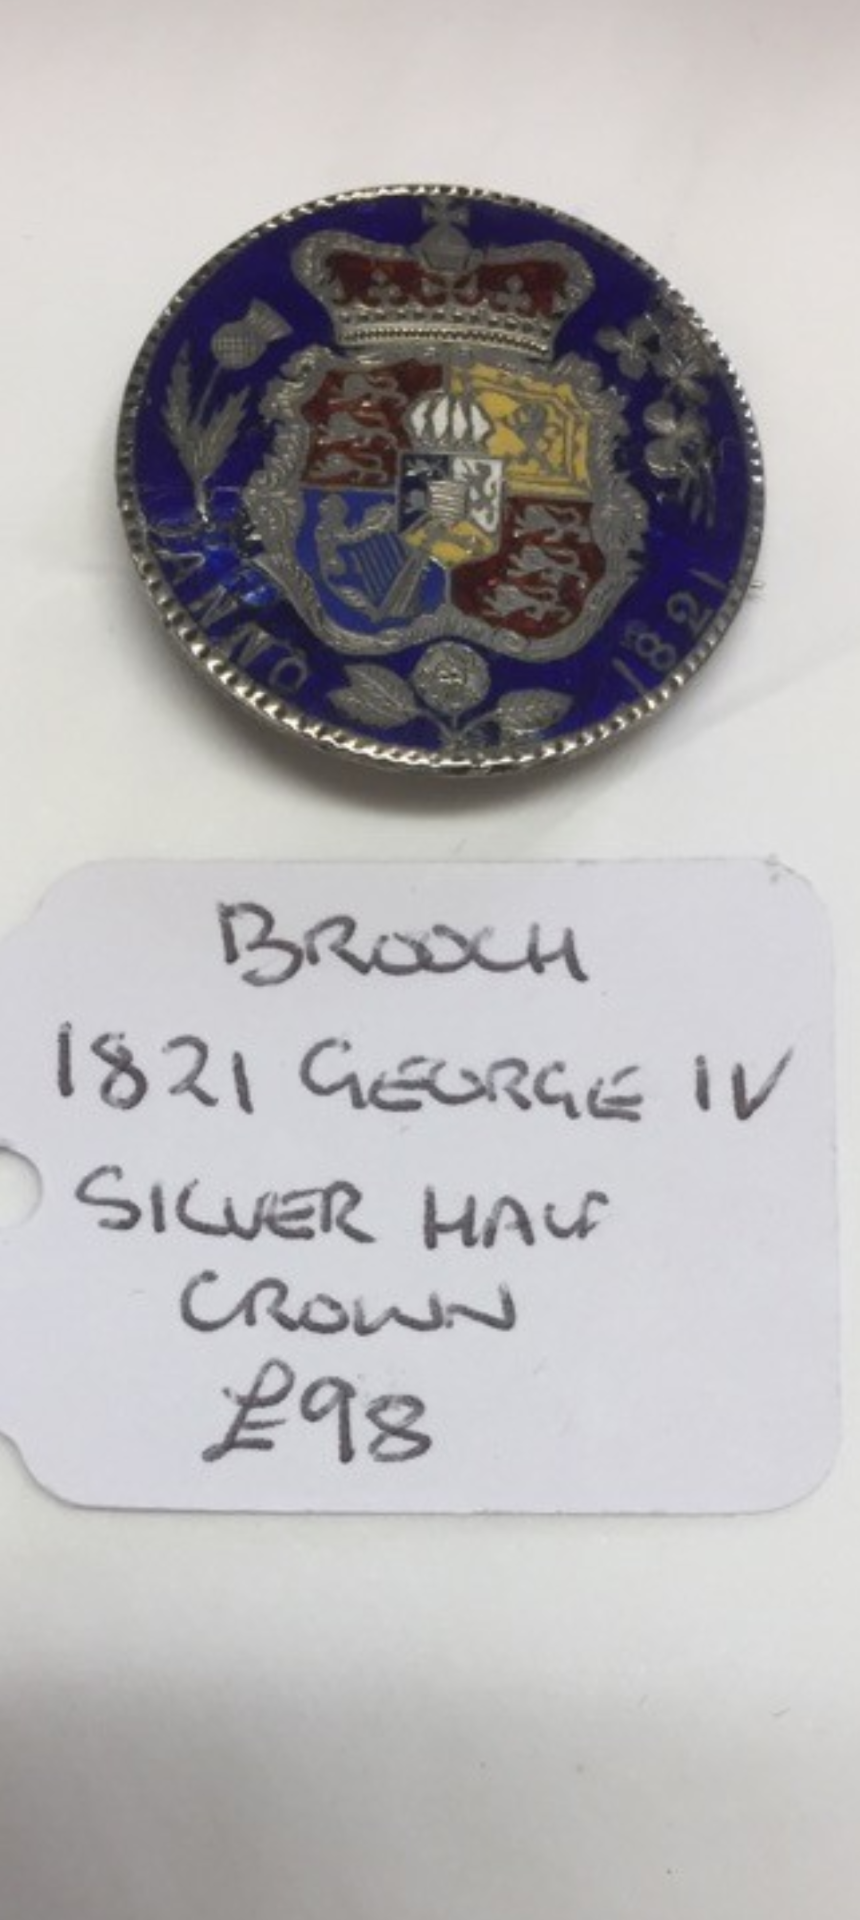 ANNO 1821
BROOCH
1821 GEORGE IV
SILVER HALF
CROWN
£98